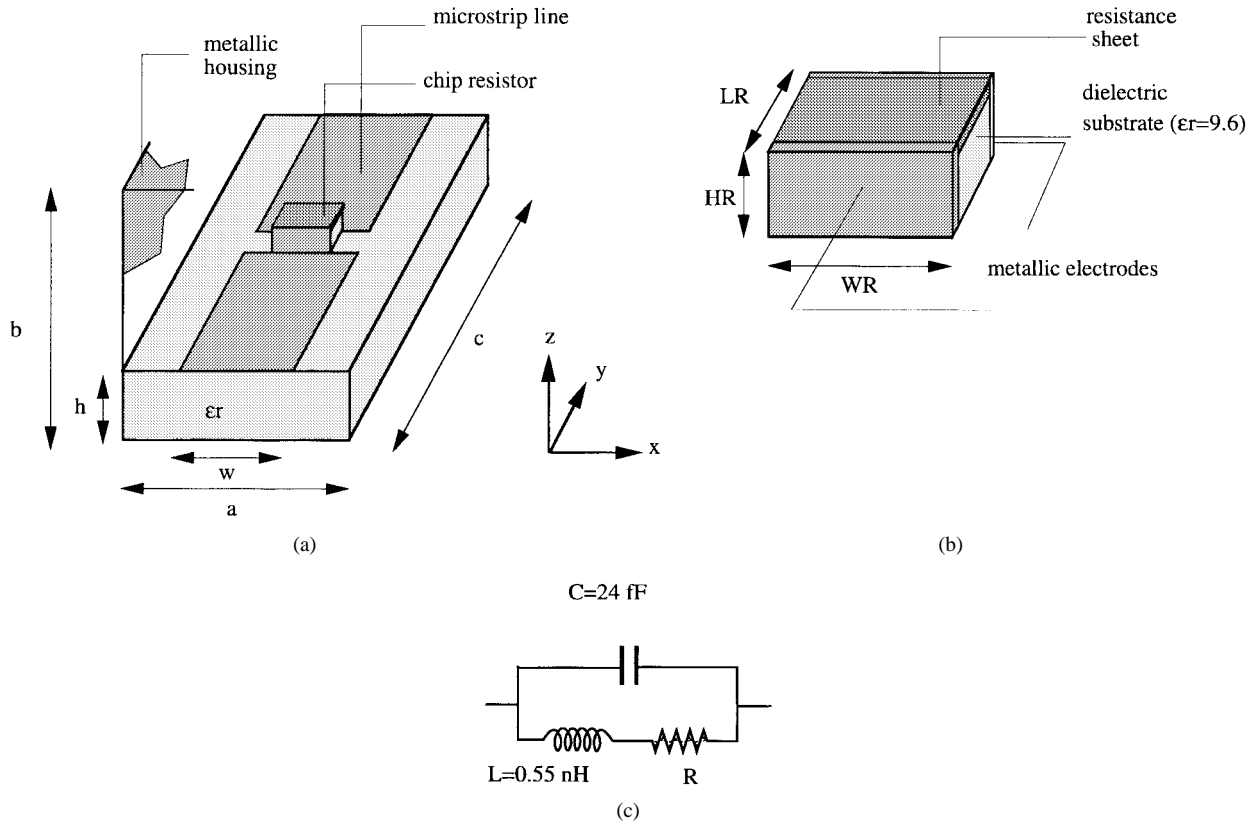 microstrip line
metallic
housing
chip resistor
b
h
εr
w
a
c
z
y
x
(a)
resistance
sheet
LR
dielectric
substrate (εr=9.6)
HR
WR
metallic electrodes
(b)
C=24 fF
L=0.55 nH
R
(c)